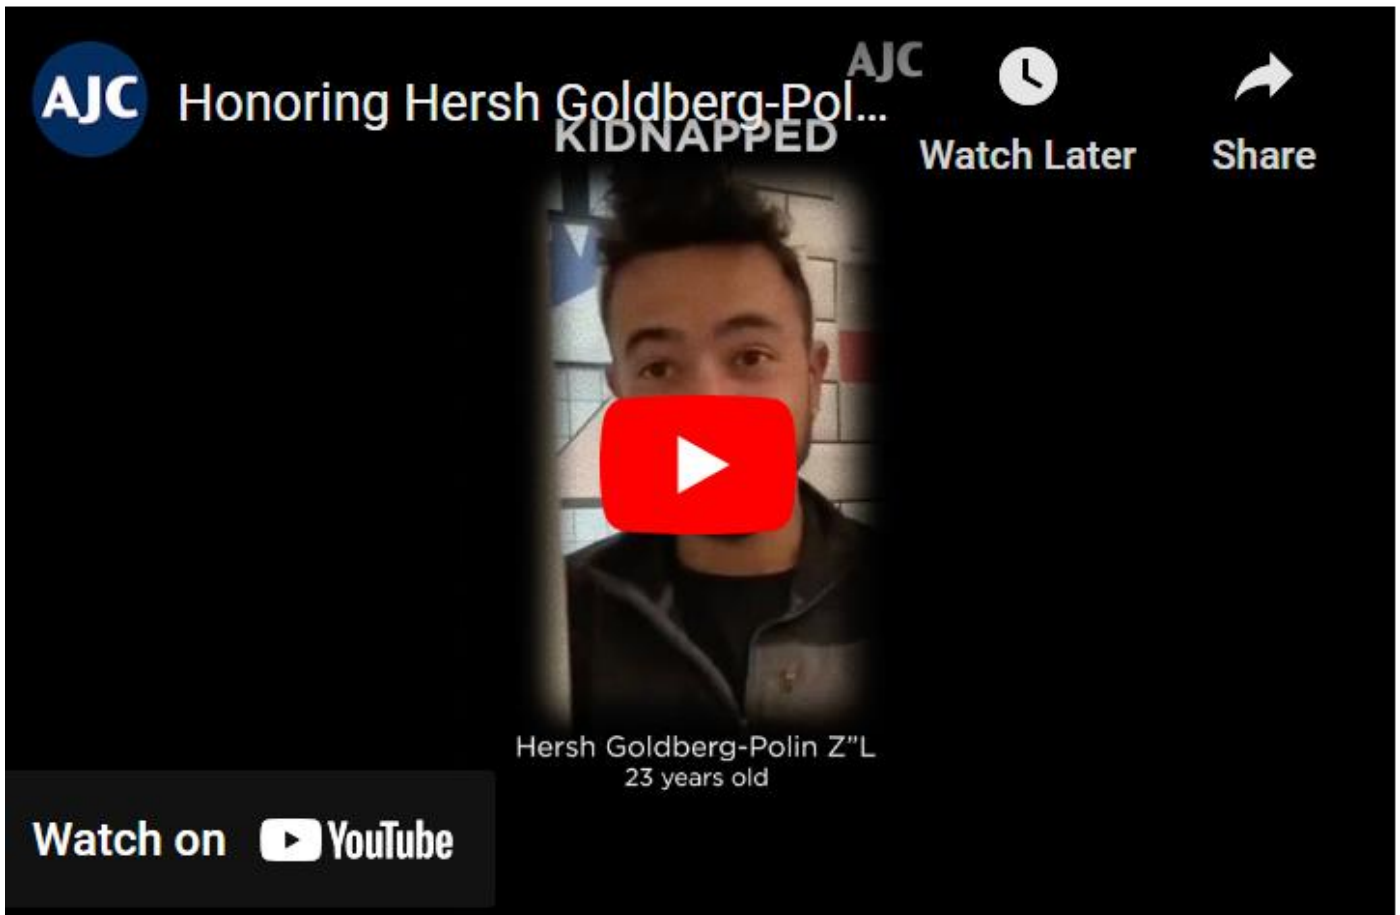 AJC
AJC
Honoring Hersh Goldberg-Pol...
KIDNAPPED
Watch Later
Share
Hersh Goldberg-Polin Z”L
23 years old
Watch on YouTube